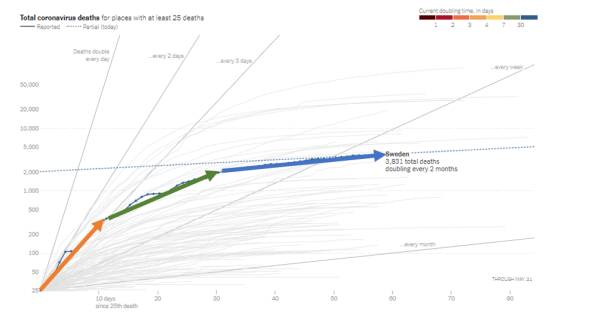 Total coronavirus deaths for places with at least 25 deaths
Reported
Partial (today)
Current doubling time, in days
1 2 3 4 7 30
Deaths double
every day
...every 2 days
...every 3 days
...every week
50,000
20,000
10,000
5,000
2,000
1,000
500
200
100
50
25
Sweden
3,831 total deaths
doubling every 2 months
...every month
THROUGH MAY 21
10 days
since 25th death
20
30
40
50
60
70
80